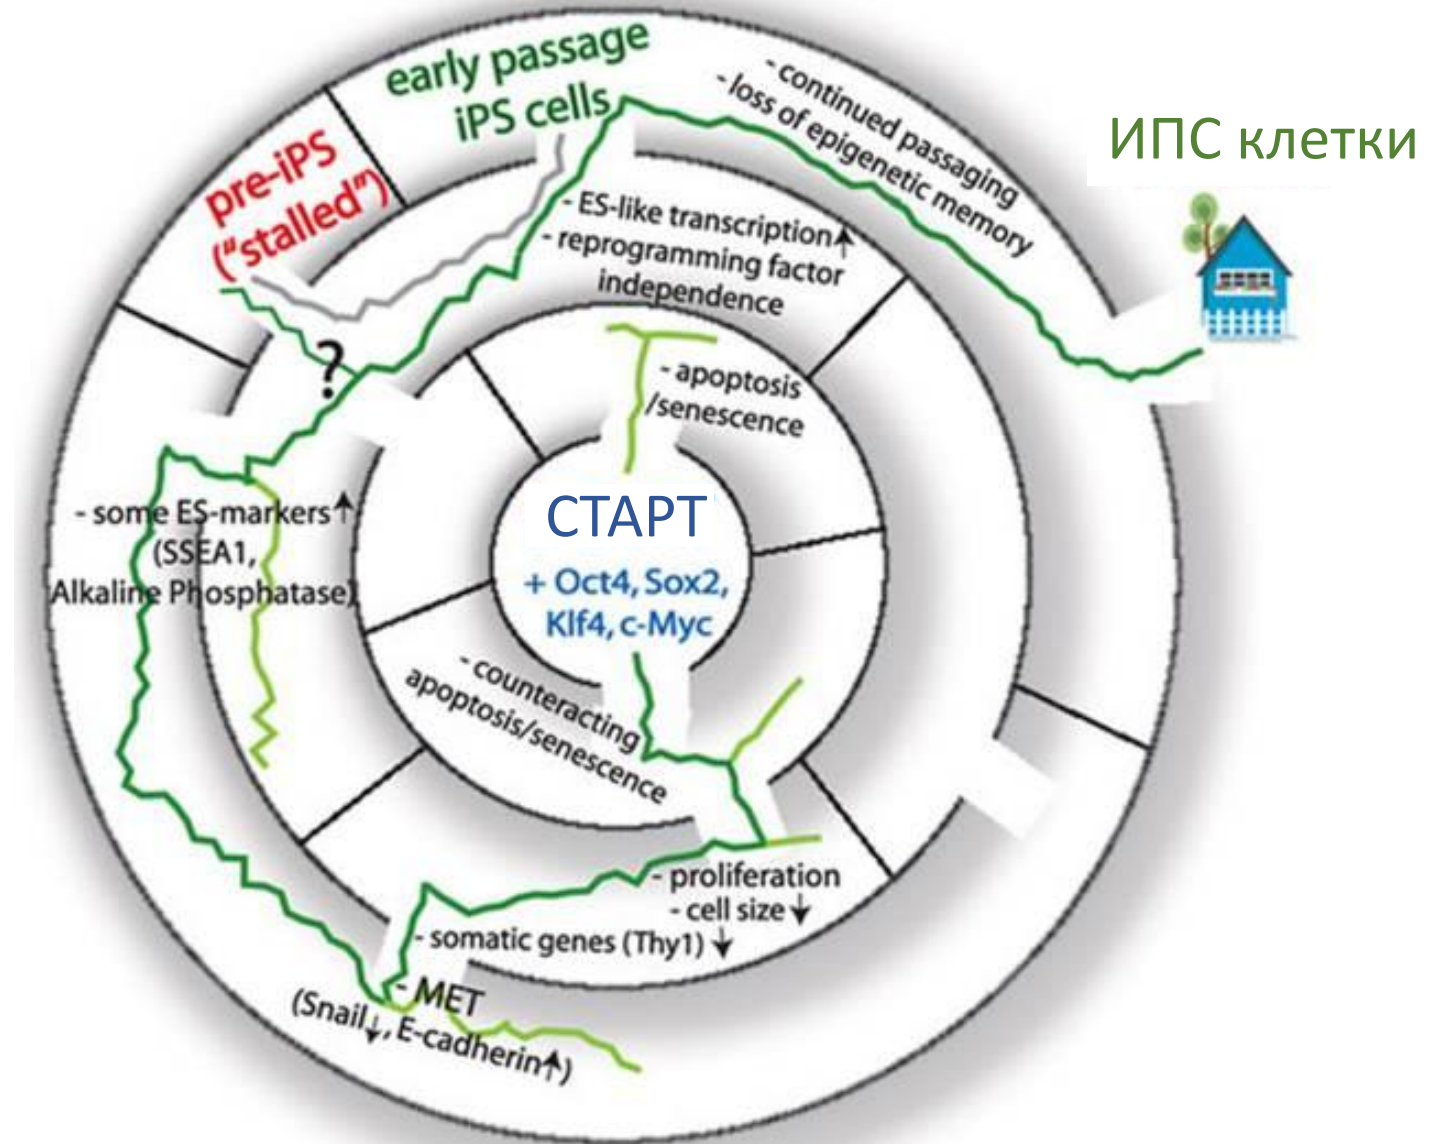 early passage
iPS cells
- continued passaging
- loss of epigenetic memory
ИПС клетки
pre-iPS
("stalled")
- ES-like transcription↑
- reprogramming factor
independence
?
- apoptosis
/senescence
СТАРТ
+ Oct4, Sox2,
Klf4, c-Myc
- some ES-markers↑
(SSEA1,
Alkaline Phosphatase)
- counteracting
apoptosis/senescence
- proliferation
- cell size↓
- somatic genes (Thy1)↓
- MET
(Snail↓, E-cadherin↑)